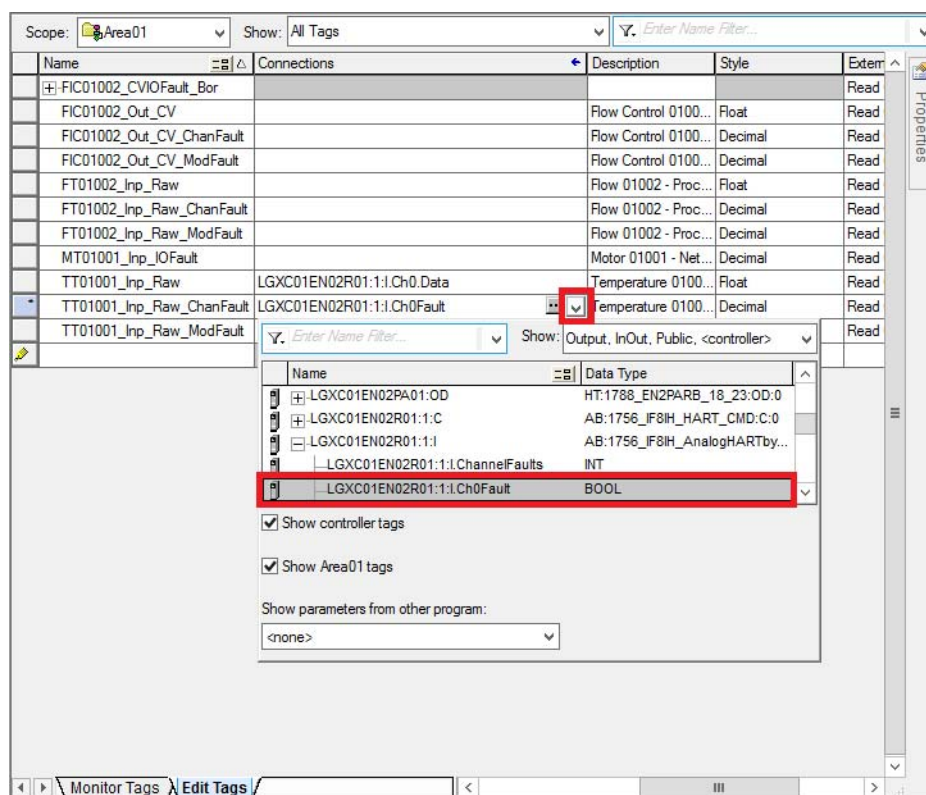 Scope: Area01 Show: All Tags Enter Name Filter...
Name Connections Description Style Extern
FIC01002_CVIOFault_Bor Read
FIC01002_Out_CV Flow Control 0100... Float Read
FIC01002_Out_CV_ChanFault Flow Control 0100... Decimal Read
FIC01002_Out_CV_ModFault Flow Control 0100... Decimal Read
FT01002_Inp_Raw Flow 01002 - Proc... Float Read
FT01002_Inp_Raw_ChanFault Flow 01002 - Proc... Decimal Read
FT01002_Inp_Raw_ModFault Flow 01002 - Proc... Decimal Read
MT01001_Inp_IOFault Motor 01001 - Net... Decimal Read
TT01001_Inp_Raw LGXC01EN02R01:1:I.Ch0.Data Temperature 0100... Float Read
TT01001_Inp_Raw_ChanFault LGXC01EN02R01:1:I.Ch0Fault Temperature 0100... Decimal Read
TT01001_Inp_Raw_ModFault Read
Enter Name Filter... Show: Output, InOut, Public, <controller>
Name Data Type
LGXC01EN02PA01:OD HT:1788_EN2PARB_18_23:OD:0
LGXC01EN02R01:1:C AB:1756_IF8IH_HART_CMD:C:0
LGXC01EN02R01:1:I AB:1756_IF8IH_AnalogHARTby...
LGXC01EN02R01:1:I.ChannelFaults INT
LGXC01EN02R01:1:I.Ch0Fault BOOL
Show controller tags
Show Area01 tags
Show parameters from other program:
<none>
Monitor Tags Edit Tags
Properties